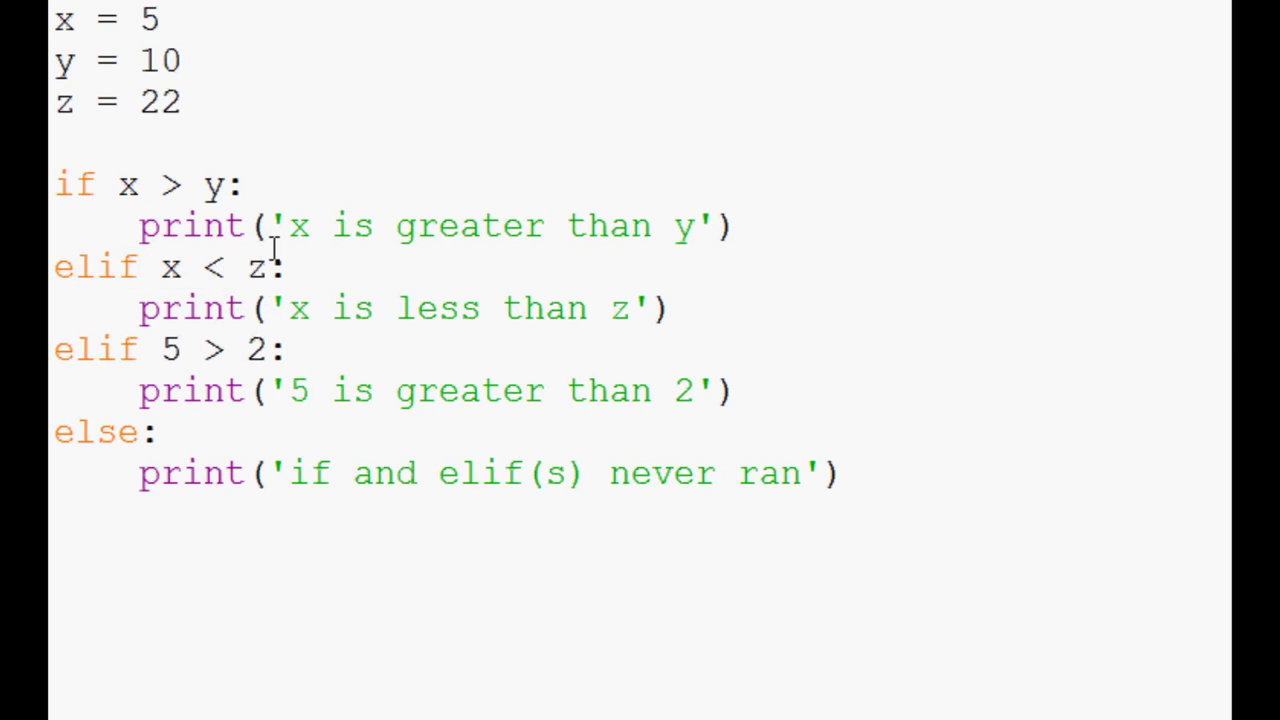 x = 5
y = 10
z = 22
if x > y:
    print('x is greater than y')
elif x < z:
    print('x is less than z')
elif 5 > 2:
    print('5 is greater than 2')
else:
    print('if and elif(s) never ran')